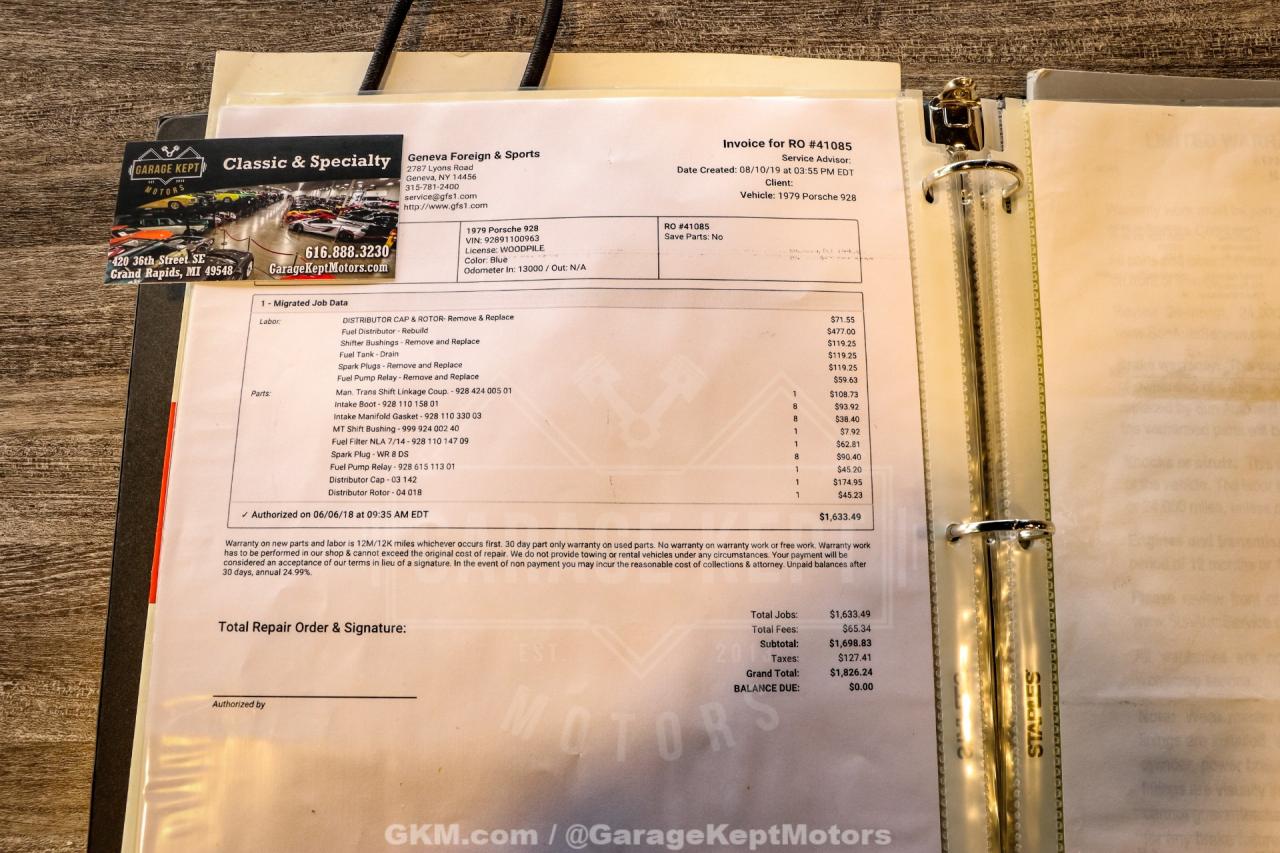 GARAGE KEPT
MOTORS
Classic & Specialty
616.888.3230
420 36th Street SE
Grand Rapids, MI 49548
GarageKeptMotors.com
Geneva Foreign & Sports
2787 Lyons Road
Geneva, NY 14456
315-781-2400
service@gfs1.com
http://www.gfs1.com
Invoice for RO #41085
Service Advisor:
Date Created: 08/10/19 at 03:55 PM EDT
Client:
Vehicle: 1979 Porsche 928
1979 Porsche 928
VIN: 92891100963
License: WOODPILE
Color: Blue
Odometer In: 13000 / Out: N/A
RO #41085
Save Parts: No
1 - Migrated Job Data
Labor: DISTRIBUTOR CAP & ROTOR- Remove & Replace $71.55
Fuel Distributor - Rebuild $477.00
Shifter Bushings - Remove and Replace $119.25
Fuel Tank - Drain $119.25
Spark Plugs - Remove and Replace $119.25
Fuel Pump Relay - Remove and Replace $59.63
Parts: Man. Trans Shift Linkage Coup. - 928 424 005 01 1 $108.73
Intake Boot - 928 110 158 01 8 $93.92
Intake Manifold Gasket - 928 110 330 03 8 $38.40
MT Shift Bushing - 999 924 002 40 1 $7.92
Fuel Filter NLA 7/14 - 928 110 147 09 1 $62.81
Spark Plug - WR 8 DS 8 $90.40
Fuel Pump Relay - 928 615 113 01 1 $45.20
Distributor Cap - 03 142 1 $174.95
Distributor Rotor - 04 018 1 $45.23
✓ Authorized on 06/06/18 at 09:35 AM EDT $1,633.49
Warranty on new parts and labor is 12M/12K miles whichever occurs first. 30 day part only warranty on used parts. No warranty on warranty work or free work. Warranty work
has to be performed in our shop & cannot exceed the original cost of repair. We do not provide towing or rental vehicles under any circumstances. Your payment will be
considered an acceptance of our terms in lieu of a signature. In the event of non payment you may incur the reasonable cost of collections & attorney. Unpaid balances after
30 days, annual 24.99%.
Total Repair Order & Signature:
Total Jobs: $1,633.49
Total Fees: $65.34
Subtotal: $1,698.83
Taxes: $127.41
Grand Total: $1,826.24
BALANCE DUE: $0.00
Authorized by
GARAGE KEPT
EST.
MOTORS
STAPLES
GKM.com / @GarageKeptMotors